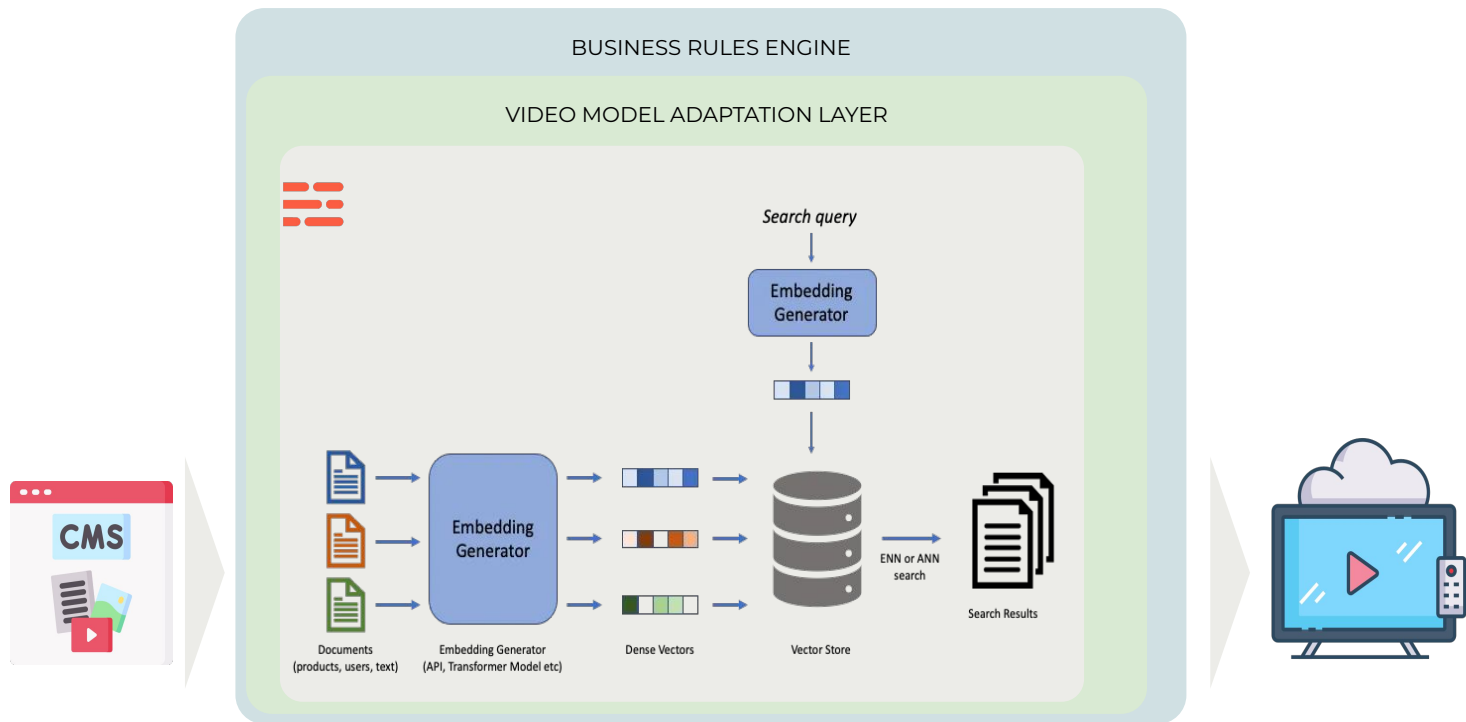 BUSINESS RULES ENGINE
VIDEO MODEL ADAPTATION LAYER
Search query
Embedding
Generator
CMS
Embedding
Generator
ENN or ANN
search
Search Results
Documents
(products, users, text)
Embedding Generator
(API, Transformer Model etc)
Dense Vectors
Vector Store